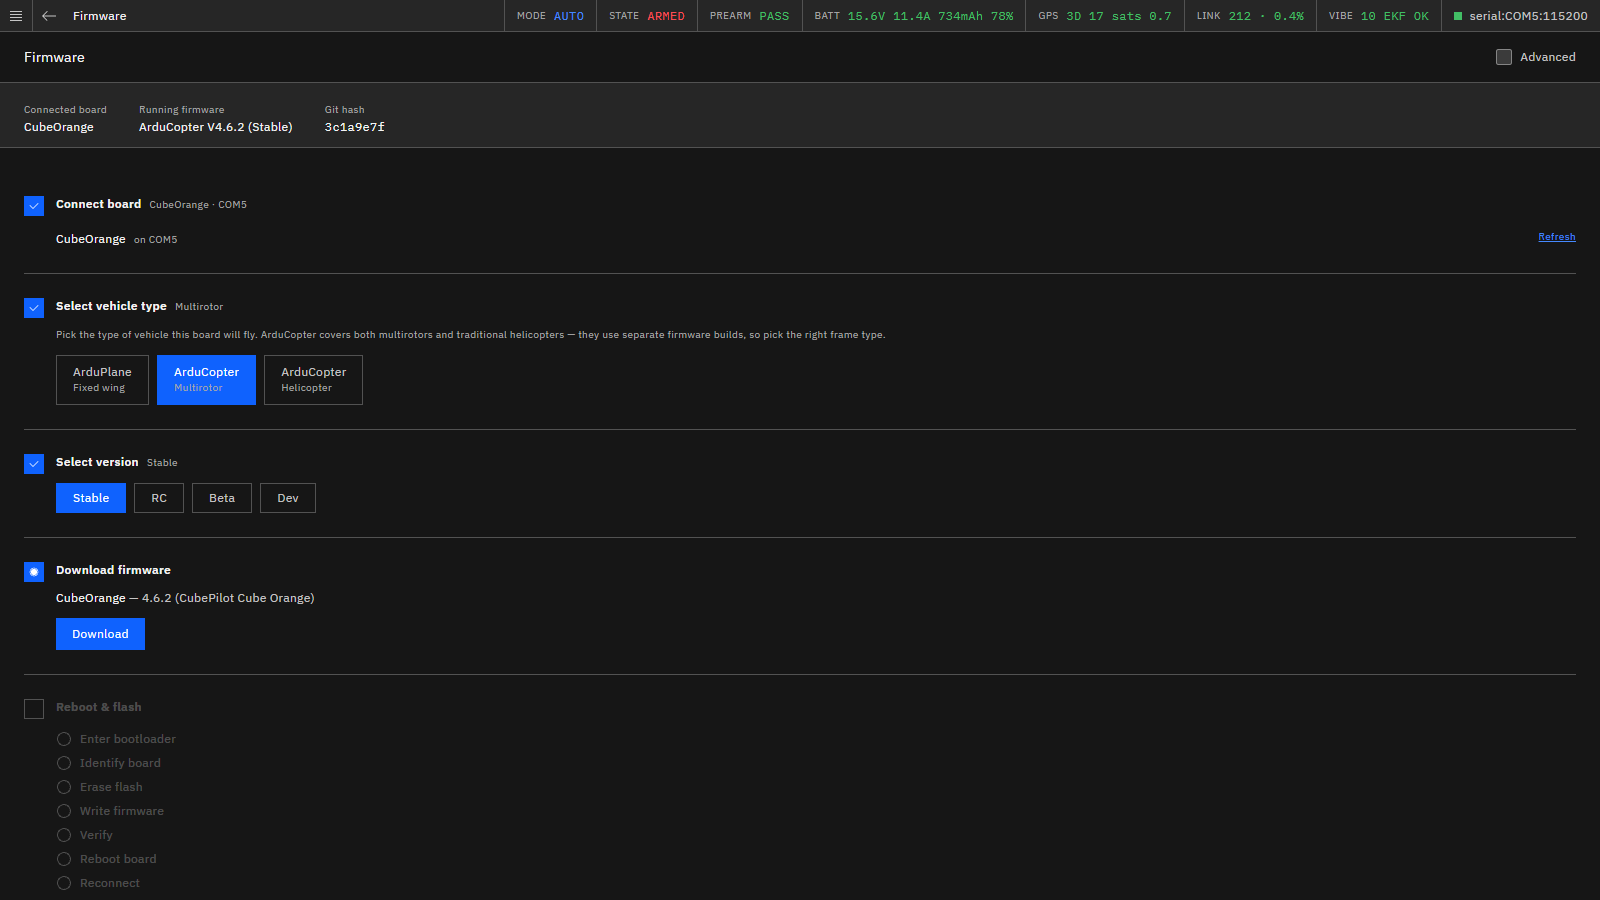 Firmware MODE AUTO STATE ARMED PREARM PASS BATT 15.6V 11.4A 734mAh 78% GPS 3D 17 sats 0.7 LINK 212 · 0.4% VIBE 10 EKF OK serial:COM5:115200
Firmware Advanced
Connected board Running firmware Git hash
CubeOrange ArduCopter V4.6.2 (Stable) 3c1a9e7f
Connect board CubeOrange · COM5
CubeOrange on COM5 Refresh
Select vehicle type Multirotor
Pick the type of vehicle this board will fly. ArduCopter covers both multirotors and traditional helicopters — they use separate firmware builds, so pick the right frame type.
ArduPlane ArduCopter ArduCopter
Fixed wing Multirotor Helicopter
Select version Stable
Stable RC Beta Dev
Download firmware
CubeOrange — 4.6.2 (CubePilot Cube Orange)
Download
Reboot & flash
Enter bootloader
Identify board
Erase flash
Write firmware
Verify
Reboot board
Reconnect